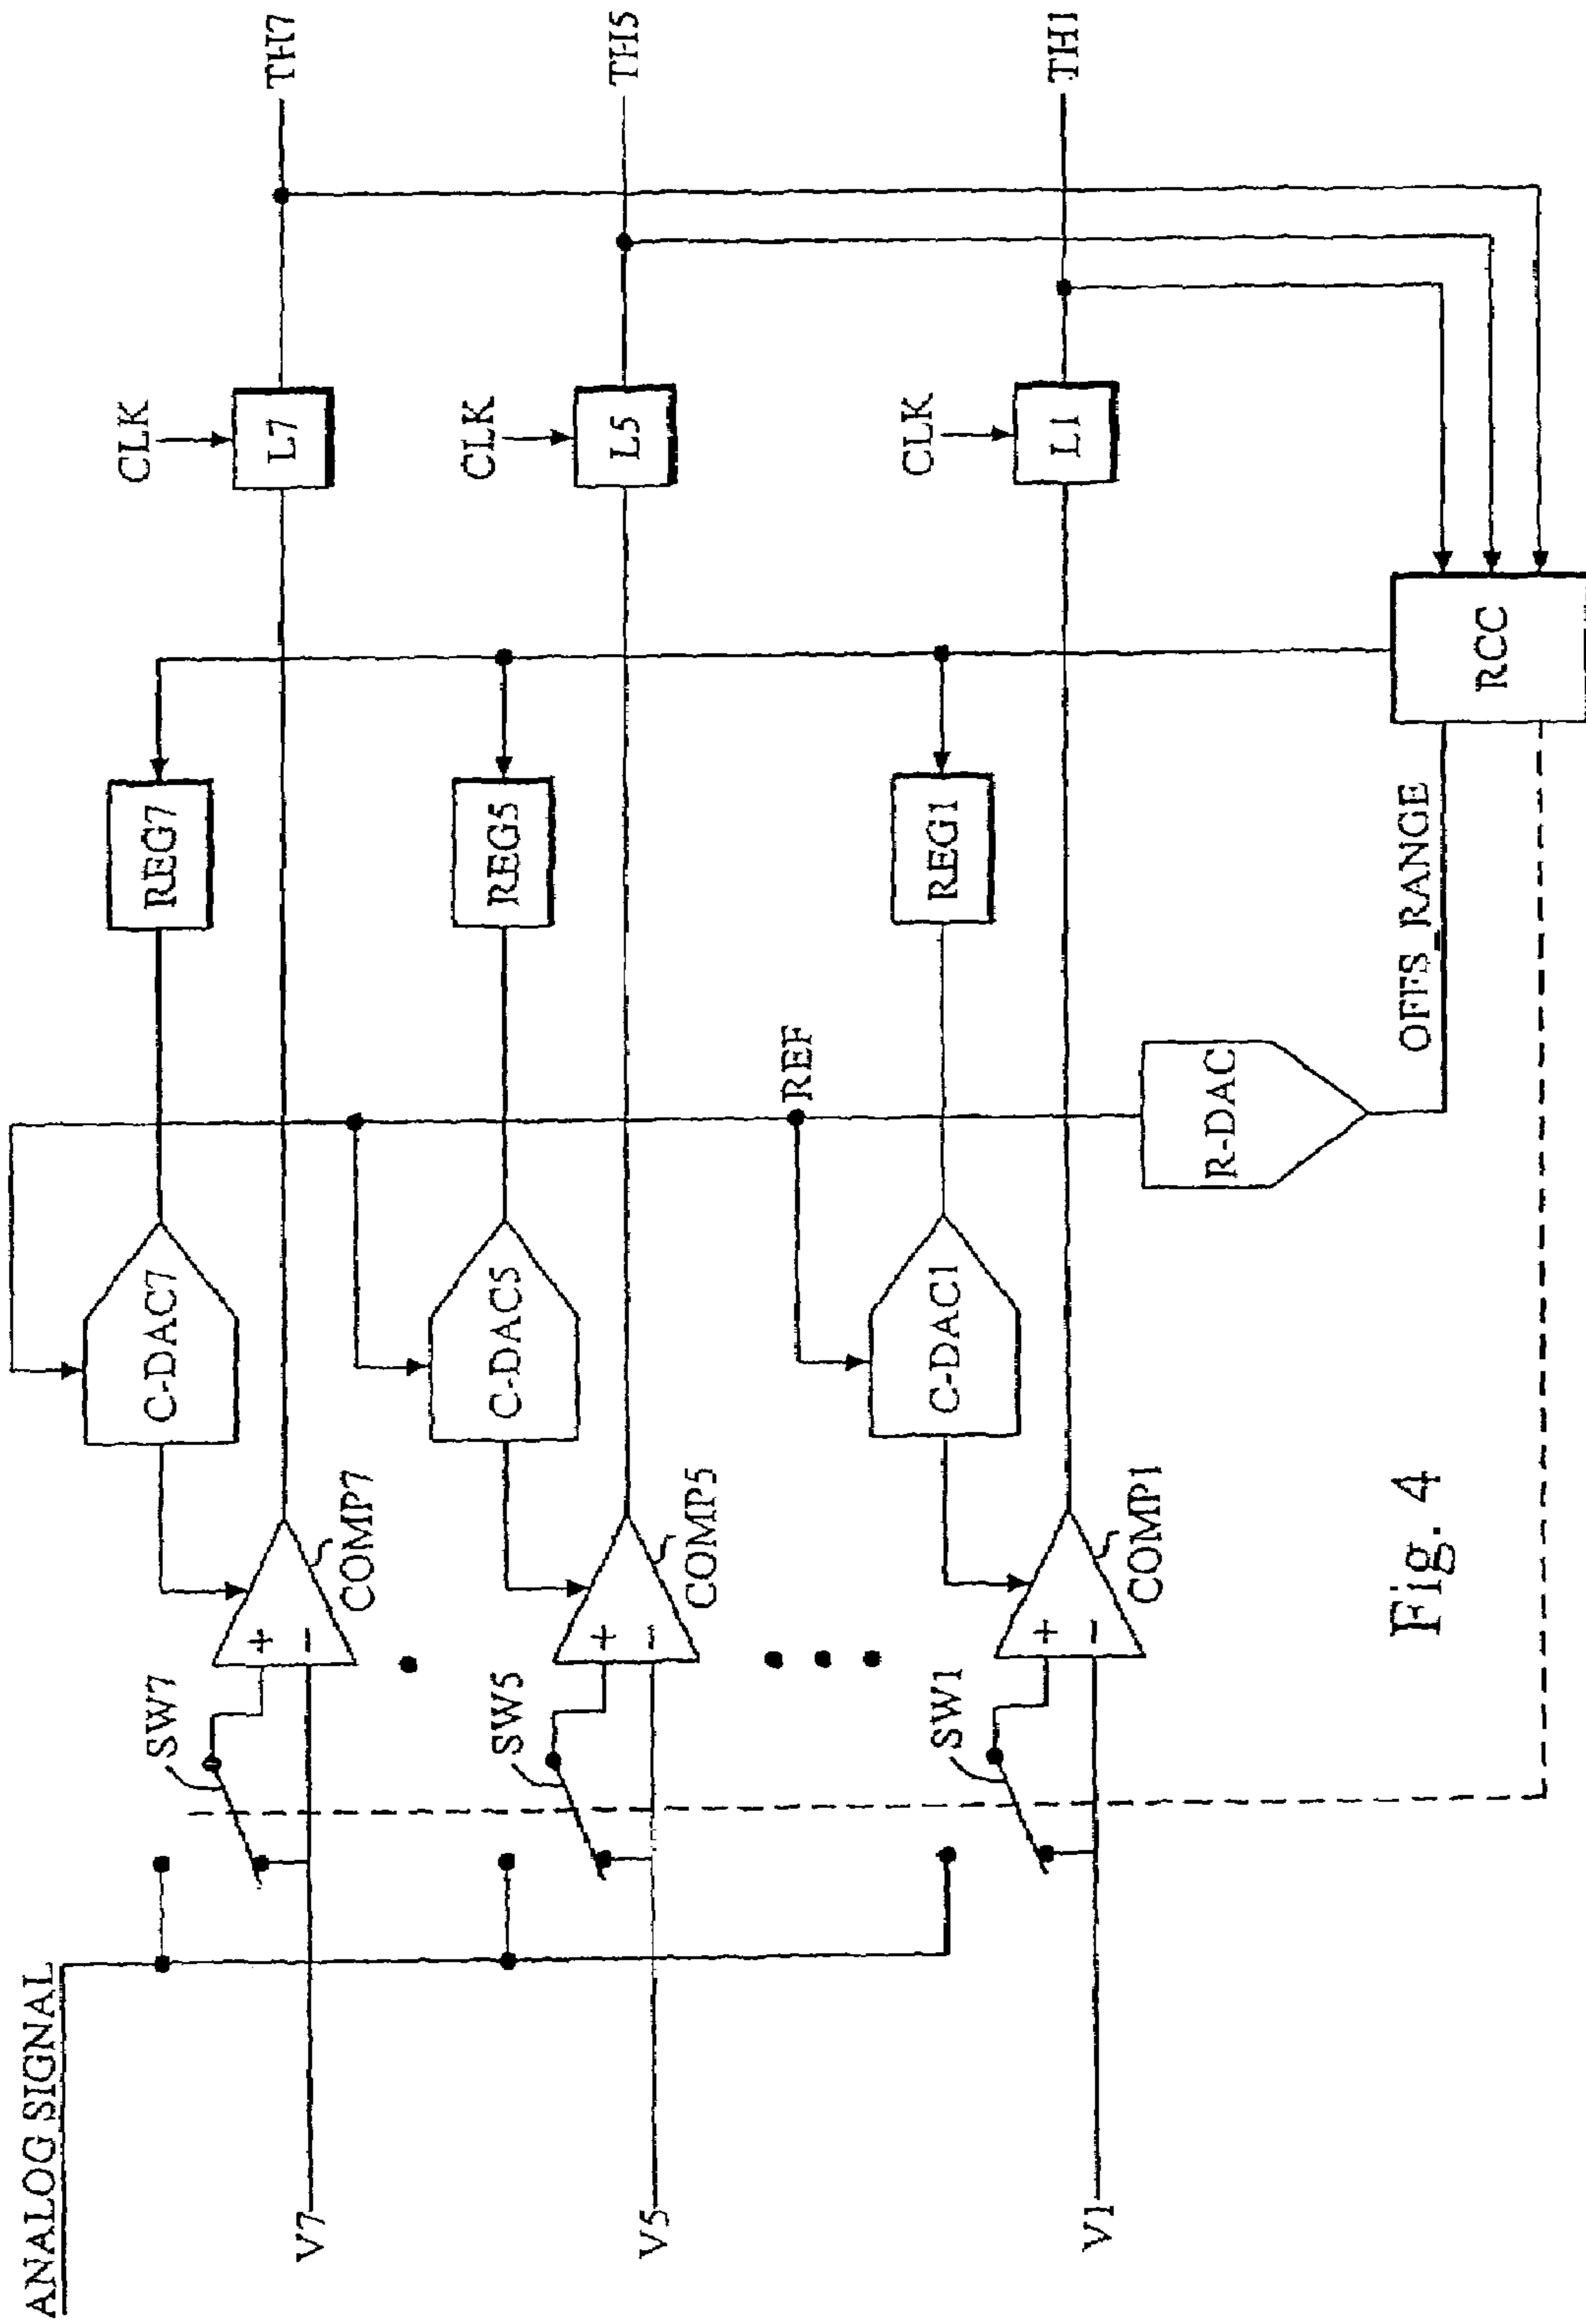 ANALOG SIGNAL
V7
SW7
+
-
COMP7
C-DAC7
REG7
CLK
L7
TH7
V5
SW5
+
-
COMP5
C-DAC5
REG5
CLK
L5
TH5
REF
V1
SW1
+
-
COMP1
C-DAC1
REG1
CLK
L1
TH1
R-DAC
OFFS_RANGE
RCC
Fig. 4